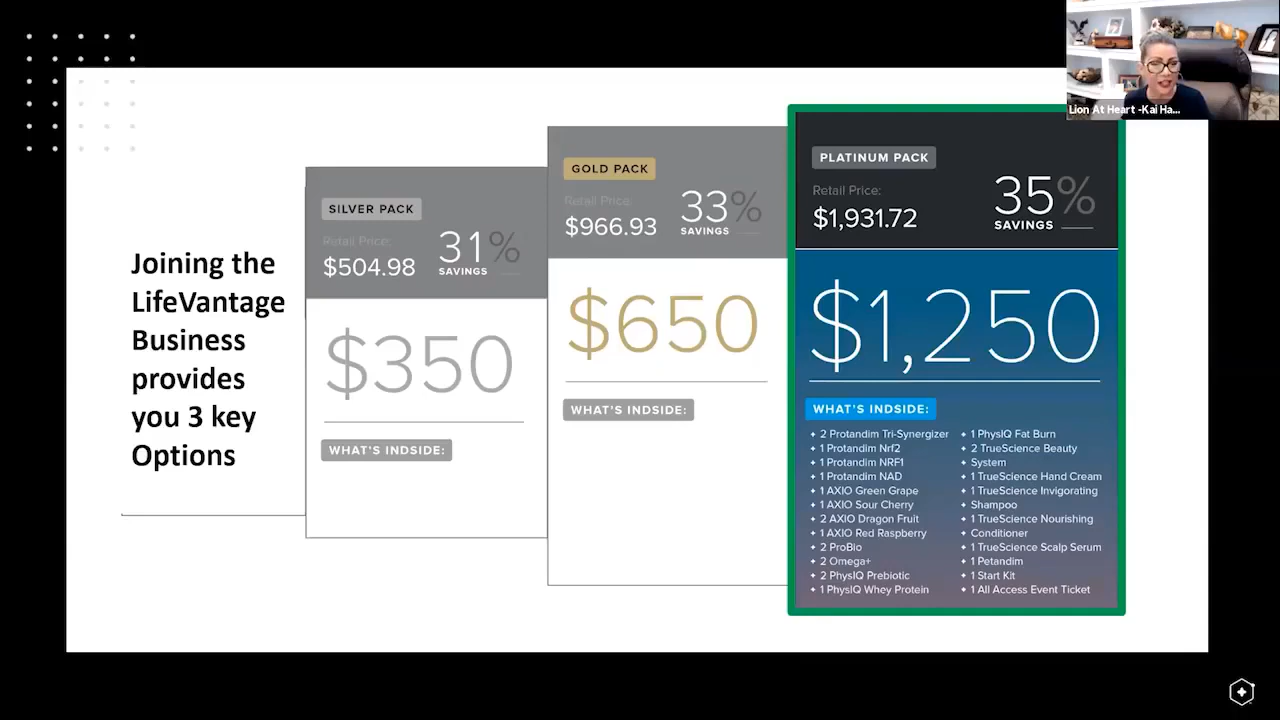 Lion At Heart -Kai Ha...
Joining the
LifeVantage
Business
provides
you 3 key
Options
SILVER PACK
Retail Price:
$504.98
31%
SAVINGS
$350
WHAT'S INDSIDE:
GOLD PACK
Retail Price:
$966.93
33%
SAVINGS
$650
WHAT'S INDSIDE:
PLATINUM PACK
Retail Price:
$1,931.72
35%
SAVINGS
$1,250
WHAT'S INDSIDE:
+ 2 Protandim Tri-Synergizer
+ 1 Protandim Nrf2
+ 1 Protandim NRF1
+ 1 Protandim NAD
+ 1 AXIO Green Grape
+ 1 AXIO Sour Cherry
+ 2 AXIO Dragon Fruit
+ 1 AXIO Red Raspberry
+ 2 ProBio
+ 2 Omega+
+ 2 PhysIQ Prebiotic
+ 1 PhysIQ Whey Protein
+ 1 PhysIQ Fat Burn
+ 2 TrueScience Beauty
+ System
+ 1 TrueScience Hand Cream
+ 1 TrueScience Invigorating
+ Shampoo
+ 1 TrueScience Nourishing
+ Conditioner
+ 1 TrueScience Scalp Serum
+ 1 Petandim
+ 1 Start Kit
+ 1 All Access Event Ticket